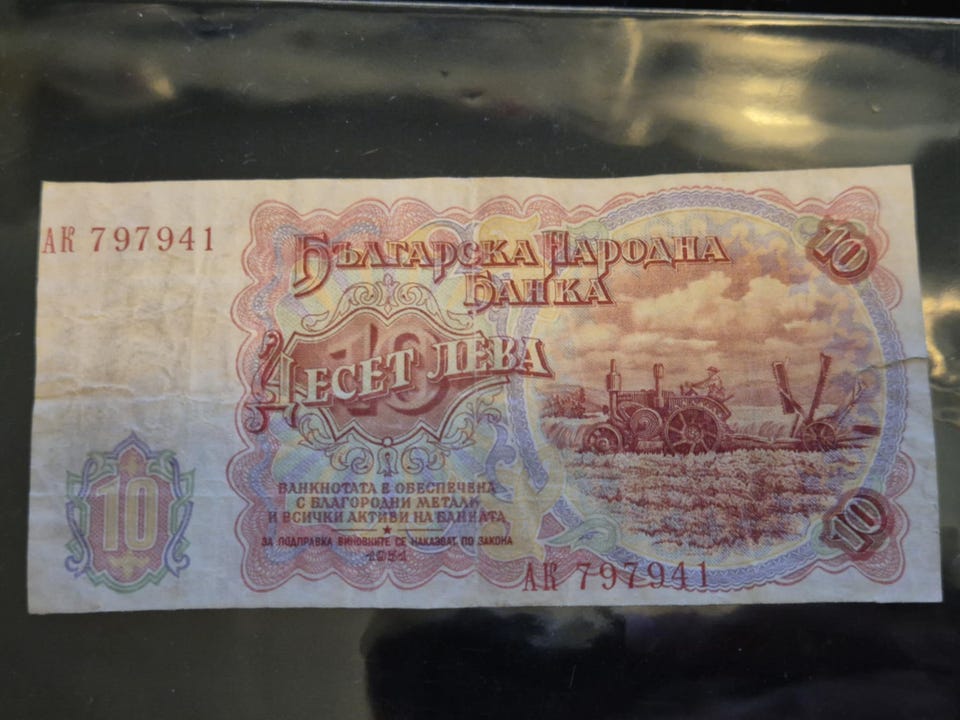 АК 797941
БЪЛГАРСКА НАРОДНА
БАНКА
10
10
ДЕСЕТ ЛЕВА
БАНКНОТАТА Е ОБЕЗПЕЧЕНА
С БЛАГОРОДНИ МЕТАЛИ
И ВСИЧКИ АКТИВИ НА БАНКАТА
ЗА ПОДПРАВКА ВИНОВНИТЕ СЕ НАКАЗВАТ ПО ЗАКОНА
1951
10
10
АК 797941